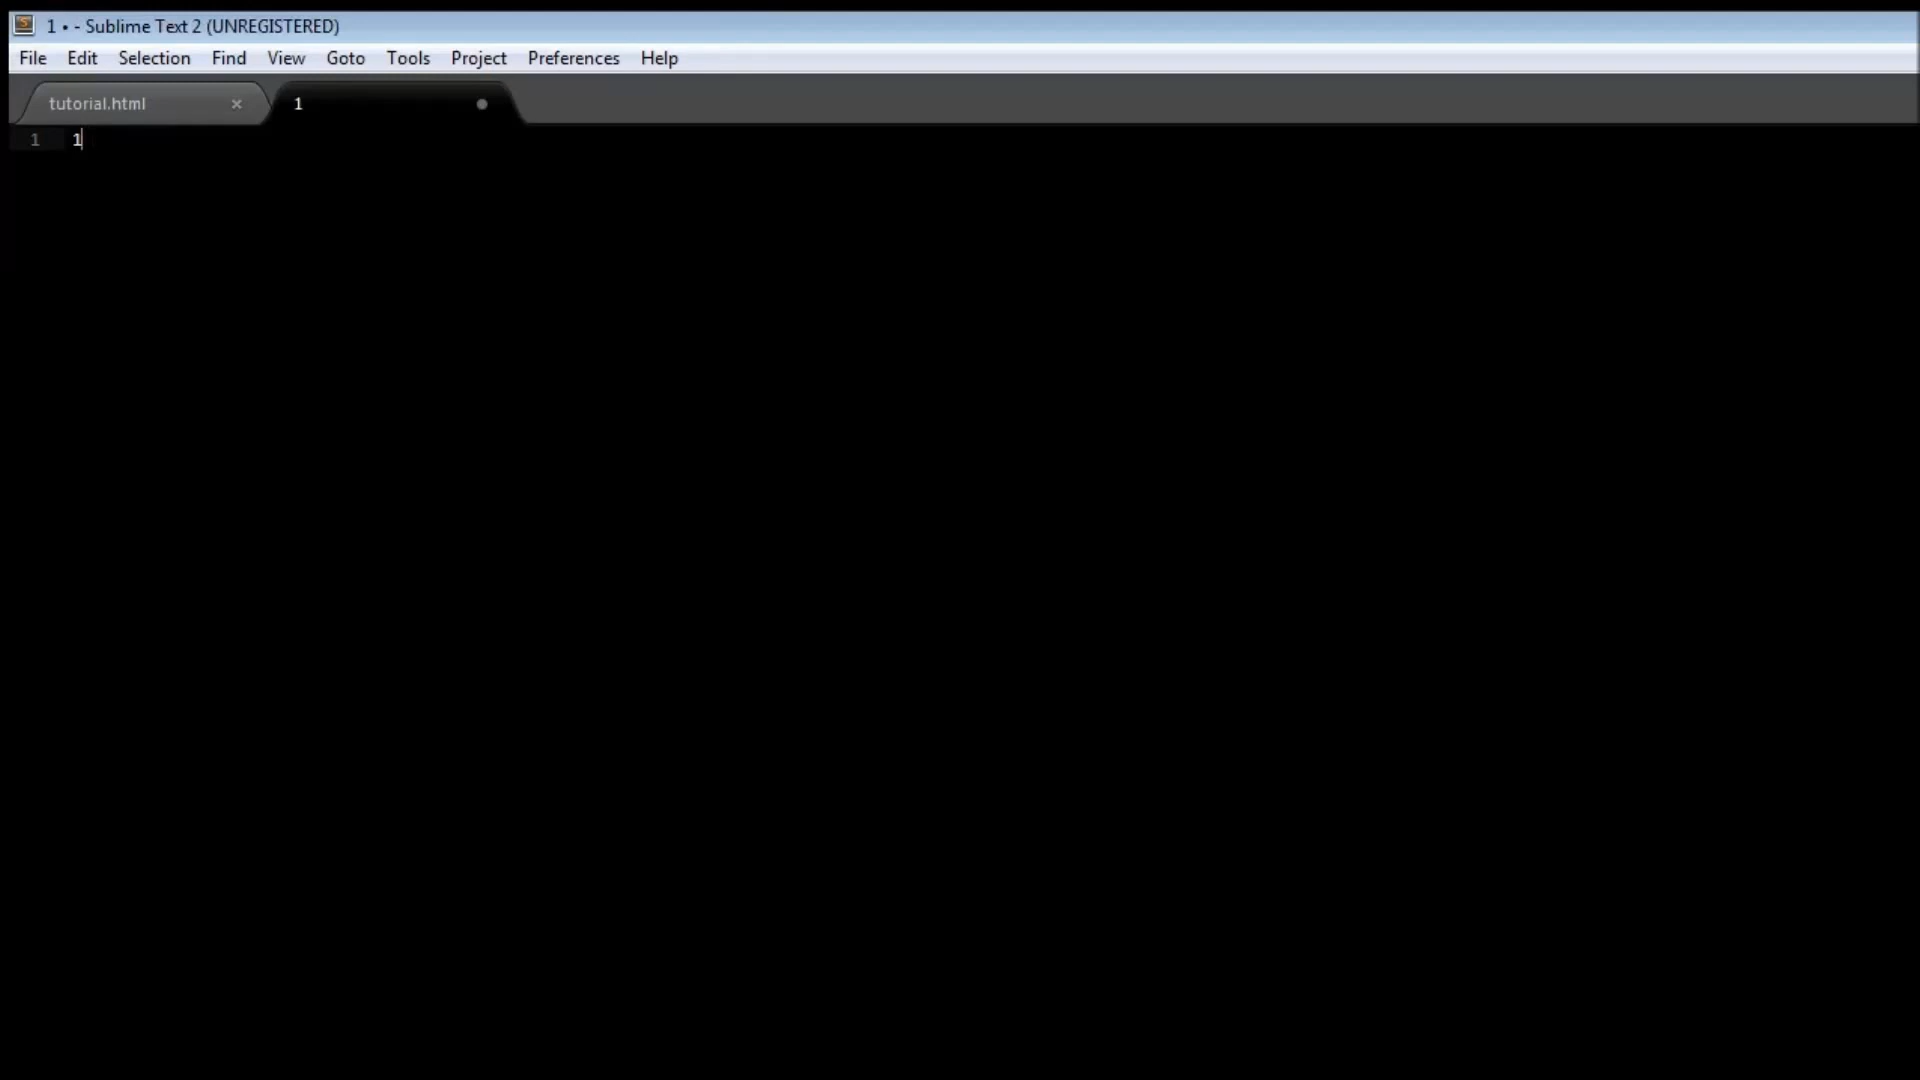 1 • - Sublime Text 2 (UNREGISTERED)
File Edit Selection Find View Goto Tools Project Preferences Help
tutorial.html × 1
1 1